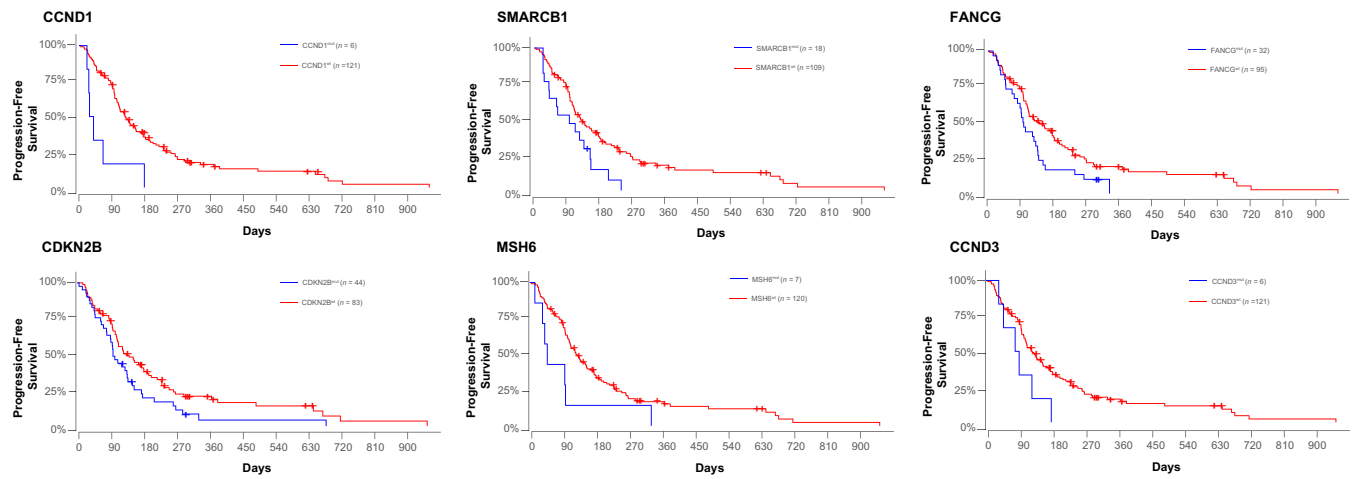 CCND1
Progression-Free
Survival
100%
75%
50%
25%
0%
CCND1mut (n = 6)
CCND1wt (n =121)
0 90 180 270 360 450 540 630 720 810 900
Days
SMARCB1
Progression-Free
Survival
100%
75%
50%
25%
0%
SMARCB1mut (n = 18)
SMARCB1wt (n =109)
0 90 180 270 360 450 540 630 720 810 900
Days
FANCG
Progression-Free
Survival
100%
75%
50%
25%
0%
FANCGmut (n = 32)
FANCGwt (n = 95)
0 90 180 270 360 450 540 630 720 810 900
Days
CDKN2B
Progression-Free
Survival
100%
75%
50%
25%
0%
CDKN2Bmut (n = 44)
CDKN2Bwt (n = 83)
0 90 180 270 360 450 540 630 720 810 900
Days
MSH6
Progression-Free
Survival
100%
75%
50%
25%
0%
MSH6mut (n = 7)
MSH6wt (n = 120)
0 90 180 270 360 450 540 630 720 810 900
Days
CCND3
Progression-Free
Survival
100%
75%
50%
25%
0%
CCND3mut (n = 6)
CCND3wt (n = 121)
0 90 180 270 360 450 540 630 720 810 900
Days